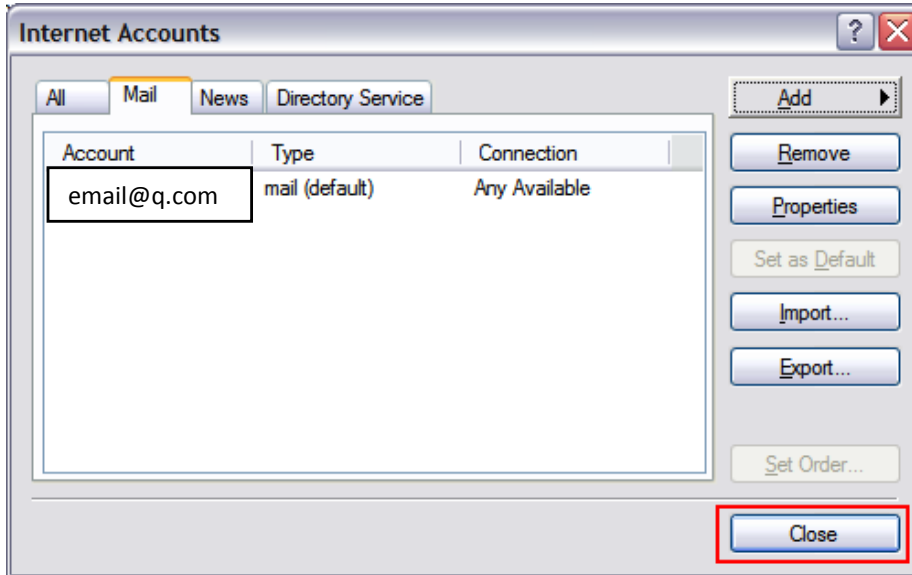 Internet Accounts
All Mail News Directory Service
Add
Account Type Connection
Remove
email@q.com mail (default) Any Available
Properties
Set as Default
Import...
Export...
Set Order...
Close